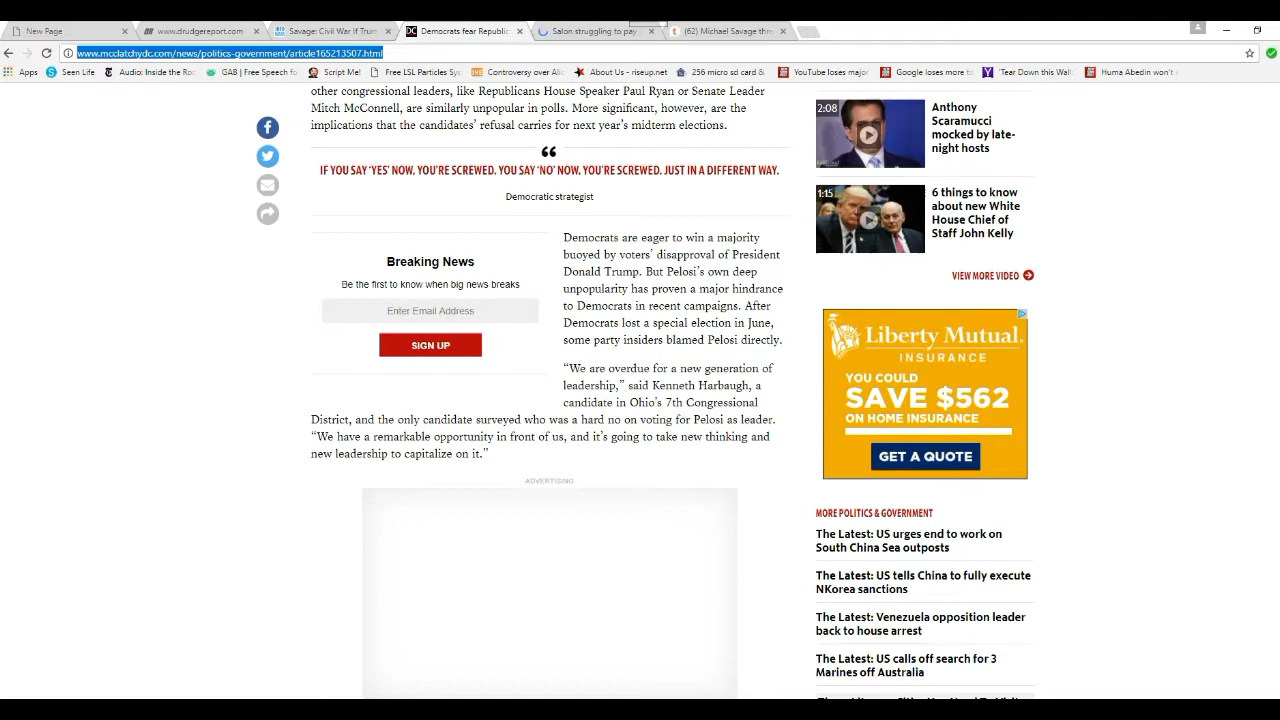 New Page
www.drudgereport.com
Savage: Civil War If Trum
Democrats fear Republic
Salon struggling to pay
(62) Michael Savage thre
www.mcclatchydc.com/news/politics-government/article165213507.html
Apps
Seen Life
Audio: Inside the Ro
GAB | Free Speech fo
Script Me!
Free LSL Particles Sys
Controversy over Ali
About Us - riseup.net
256 micro sd card &
YouTube loses major
Google loses more to
'Tear Down this Wall
Huma Abedin won't
other congressional leaders, like Republicans House Speaker Paul Ryan or Senate Leader
Mitch McConnell, are similarly unpopular in polls. More significant, however, are the
implications that the candidates' refusal carries for next year's midterm elections.
“
IF YOU SAY ‘YES’ NOW, YOU’RE SCREWED. YOU SAY ‘NO’ NOW, YOU’RE SCREWED, JUST IN A DIFFERENT WAY.
Democratic strategist
Breaking News
Be the first to know when big news breaks
Enter Email Address
SIGN UP
Democrats are eager to win a majority
buoyed by voters’ disapproval of President
Donald Trump. But Pelosi’s own deep
unpopularity has proven a major hindrance
to Democrats in recent campaigns. After
Democrats lost a special election in June,
some party insiders blamed Pelosi directly.
“We are overdue for a new generation of
leadership,” said Kenneth Harbaugh, a
candidate in Ohio’s 7th Congressional
District, and the only candidate surveyed who was a hard no on voting for Pelosi as leader.
“We have a remarkable opportunity in front of us, and it’s going to take new thinking and
new leadership to capitalize on it.”
ADVERTISING
2:08
Anthony
Scaramucci
mocked by late-
night hosts
1:15
6 things to know
about new White
House Chief of
Staff John Kelly
VIEW MORE VIDEO
Liberty Mutual.
INSURANCE
YOU COULD
SAVE $562
ON HOME INSURANCE
GET A QUOTE
MORE POLITICS & GOVERNMENT
The Latest: US urges end to work on
South China Sea outposts
The Latest: US tells China to fully execute
NKorea sanctions
The Latest: Venezuela opposition leader
back to house arrest
The Latest: US calls off search for 3
Marines off Australia